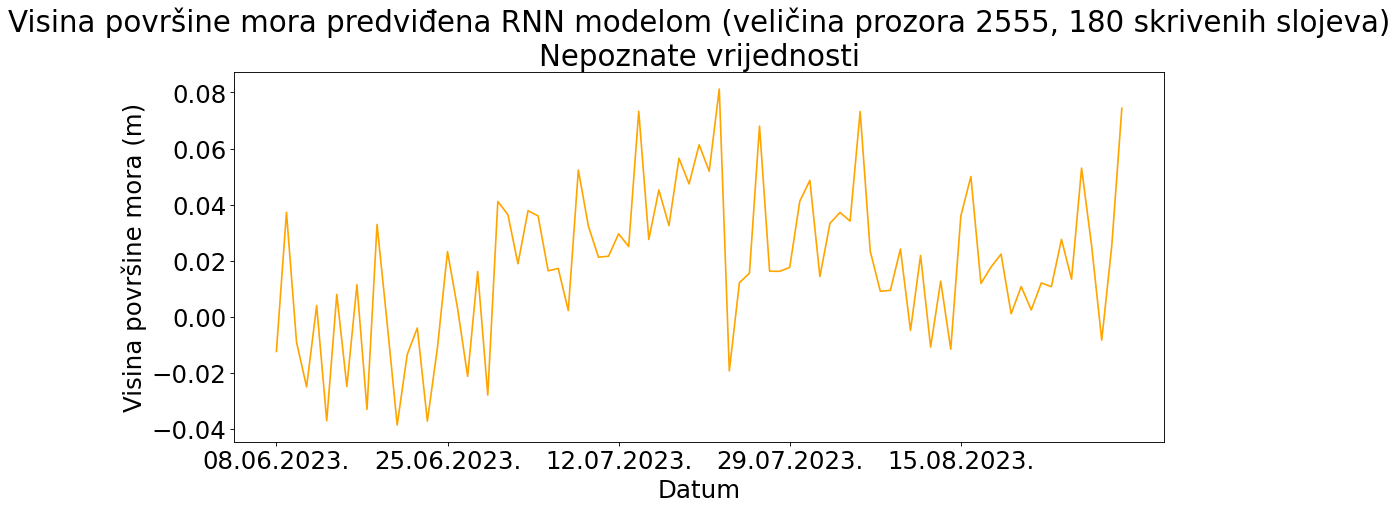 Visina površine mora predviđena RNN modelom (veličina prozora 2555, 180 skrivenih slojeva)
Nepoznate vrijednosti
Visina površine mora (m)
0.08
0.06
0.04
0.02
0.00
−0.02
−0.04
08.06.2023. 25.06.2023. 12.07.2023. 29.07.2023. 15.08.2023.
Datum